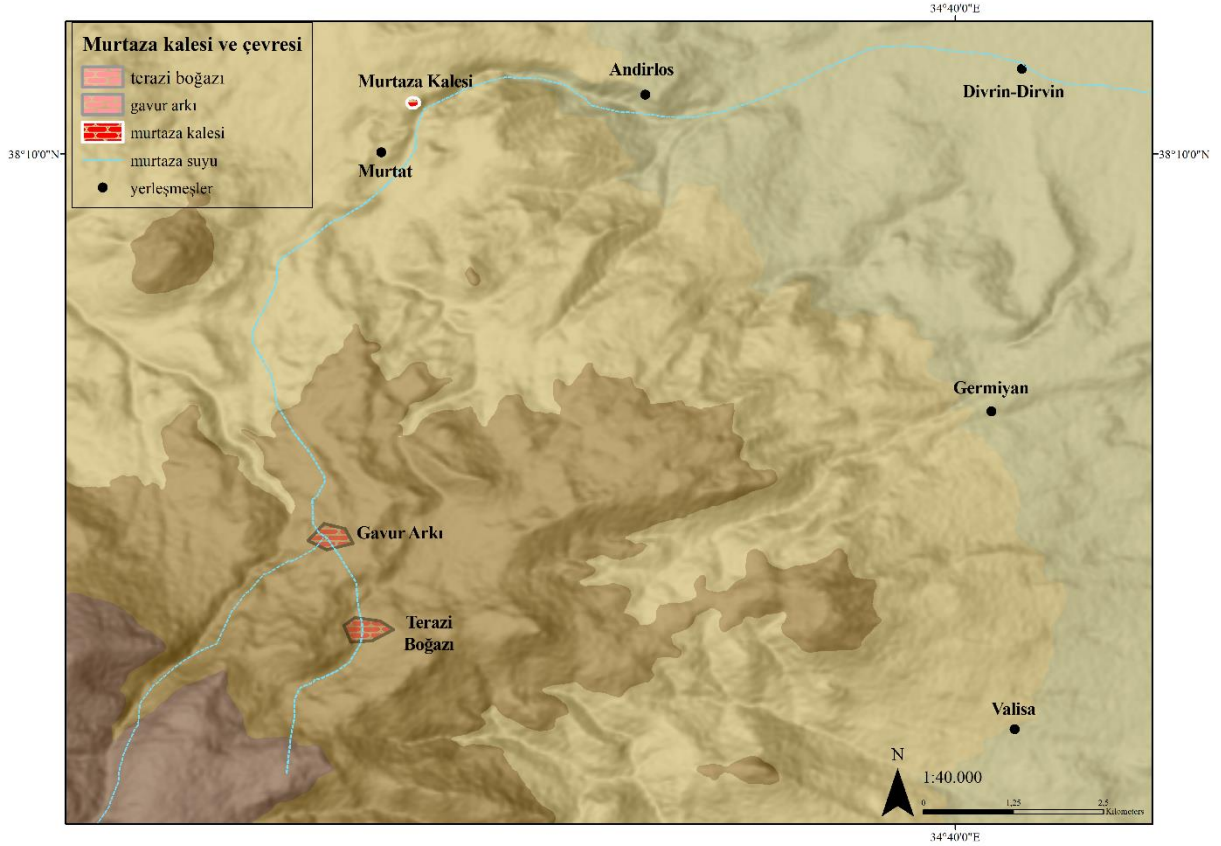 34°40'0"E
Murtaza kalesi ve çevresi
terazi boğazı
gavur arkı
murtaza kalesi
murtaza suyu
yerleşmeşler
Murtaza Kalesi
Andirlos
Divrin-Dirvin
38°10'0"N
38°10'0"N
Murtat
Germiyan
Gavur Arkı
Terazi
Boğazı
Valisa
N
1:40.000
0 1,25 2,5
Kilometers
34°40'0"E